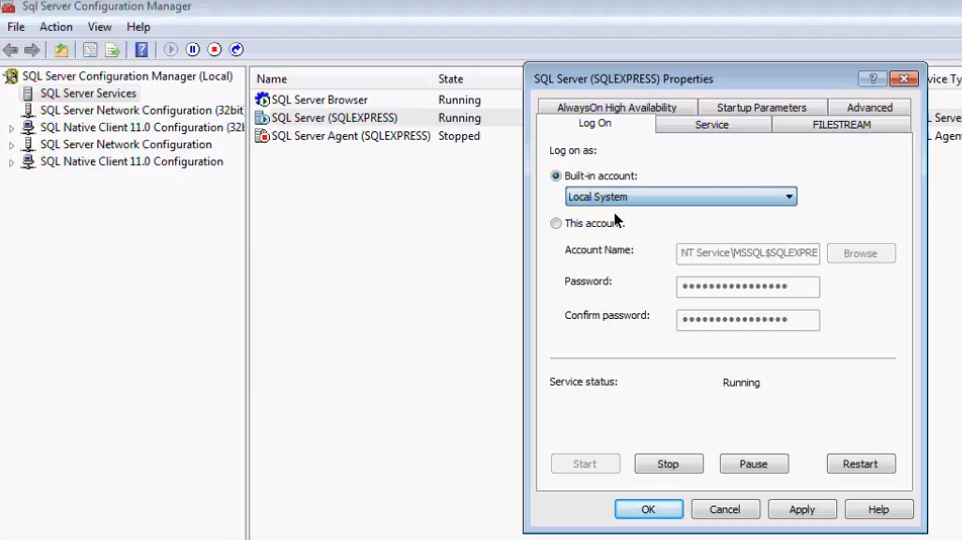 Sql Server Configuration Manager
File Action View Help
SQL Server Configuration Manager (Local)
SQL Server Services
SQL Server Network Configuration (32bit
SQL Native Client 11.0 Configuration (32b
SQL Server Network Configuration
SQL Native Client 11.0 Configuration
Name State
SQL Server Browser Running
SQL Server (SQLEXPRESS) Running
SQL Server Agent (SQLEXPRESS) Stopped
vice Ty
Server
Agen
SQL Server (SQLEXPRESS) Properties
AlwaysOn High Availability Startup Parameters Advanced
Log On Service FILESTREAM
Log on as:
Built-in account:
Local System
This account:
Account Name: NT Service\MSSQL$SQLEXPRE Browse
Password:
Confirm password:
Service status: Running
Start Stop Pause Restart
OK Cancel Apply Help